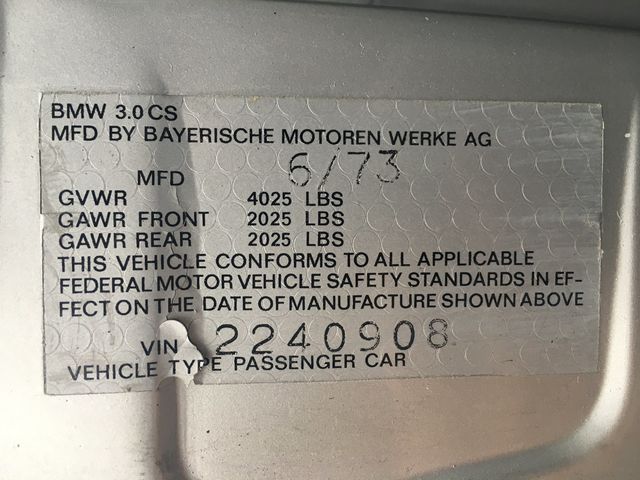 BMW 3.0 CS
MFD BY BAYERISCHE MOTOREN WERKE AG
MFD 6/73
GVWR 4025 LBS
GAWR FRONT 2025 LBS
GAWR REAR 2025 LBS
THIS VEHICLE CONFORMS TO ALL APPLICABLE
FEDERAL MOTOR VEHICLE SAFETY STANDARDS IN EF-
FECT ON THE DATE OF MANUFACTURE SHOWN ABOVE
VIN 2240908
VEHICLE TYPE PASSENGER CAR